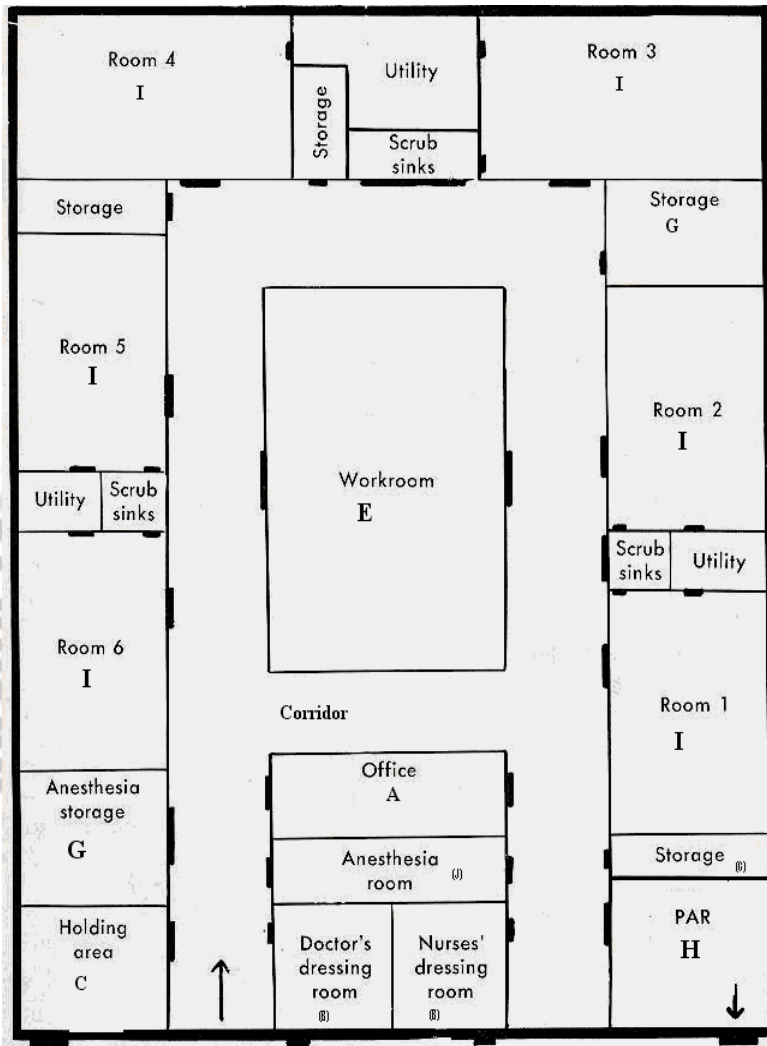 Room 4
I
Utility
Storage
Scrub
sinks
Room 3
I
Storage
Storage
G
Room 5
I
Room 2
I
Workroom
E
Utility
Scrub
sinks
Scrub
sinks
Utility
Room 6
I
Room 1
I
Corridor
Office
A
Anesthesia
storage
G
Anesthesia
room (J)
Storage (G)
Holding
area
C
Doctor's
dressing
room
(B)
Nurses'
dressing
room
(B)
PAR
H